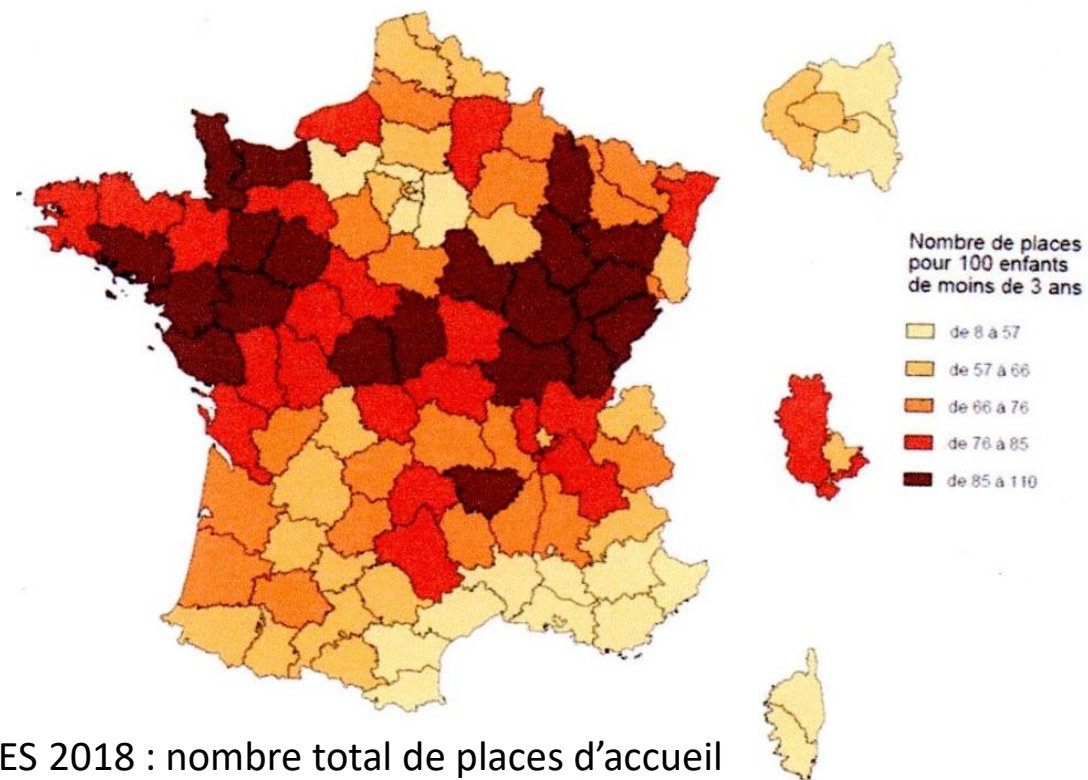 Nombre de places
pour 100 enfants
de moins de 3 ans
de 8 à 57
de 57 à 66
de 66 à 76
de 76 à 85
de 85 à 110
ES 2018 : nombre total de places d’accueil